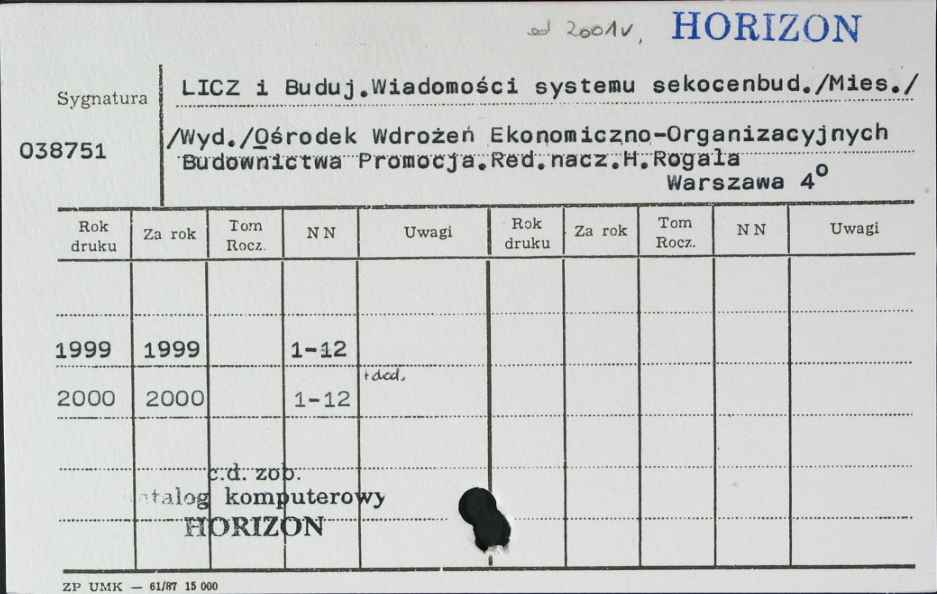 od 2001 r, HORIZON
Sygnatura
038751
LICZ i Buduj.Wiadomości systemu sekocenbud./Mies./
/Wyd./Ośrodek Wdrożeń Ekonomiczno-Organizacyjnych
Budownictwa Promocja.Red.nacz.H.Rogala
Warszawa 4º
Rok druku Za rok Tom Rocz. N N Uwagi Rok druku Za rok Tom Rocz. N N Uwagi
1999 1999 1-12
2000 2000 1-12 +dod.
c.d. zob.
katalog komputerowy
HORIZON
ZP UMK — 61/87 15 000